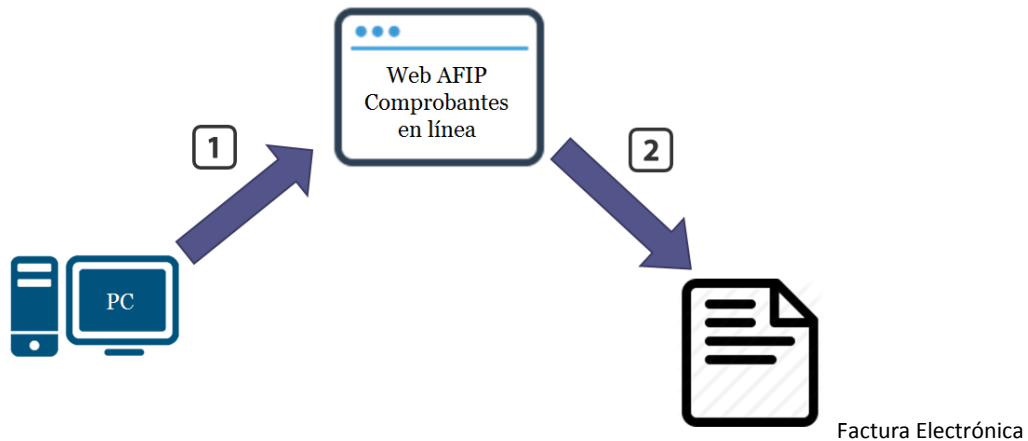 Web AFIP
Comprobantes
en línea
1
2
PC
Factura Electrónica